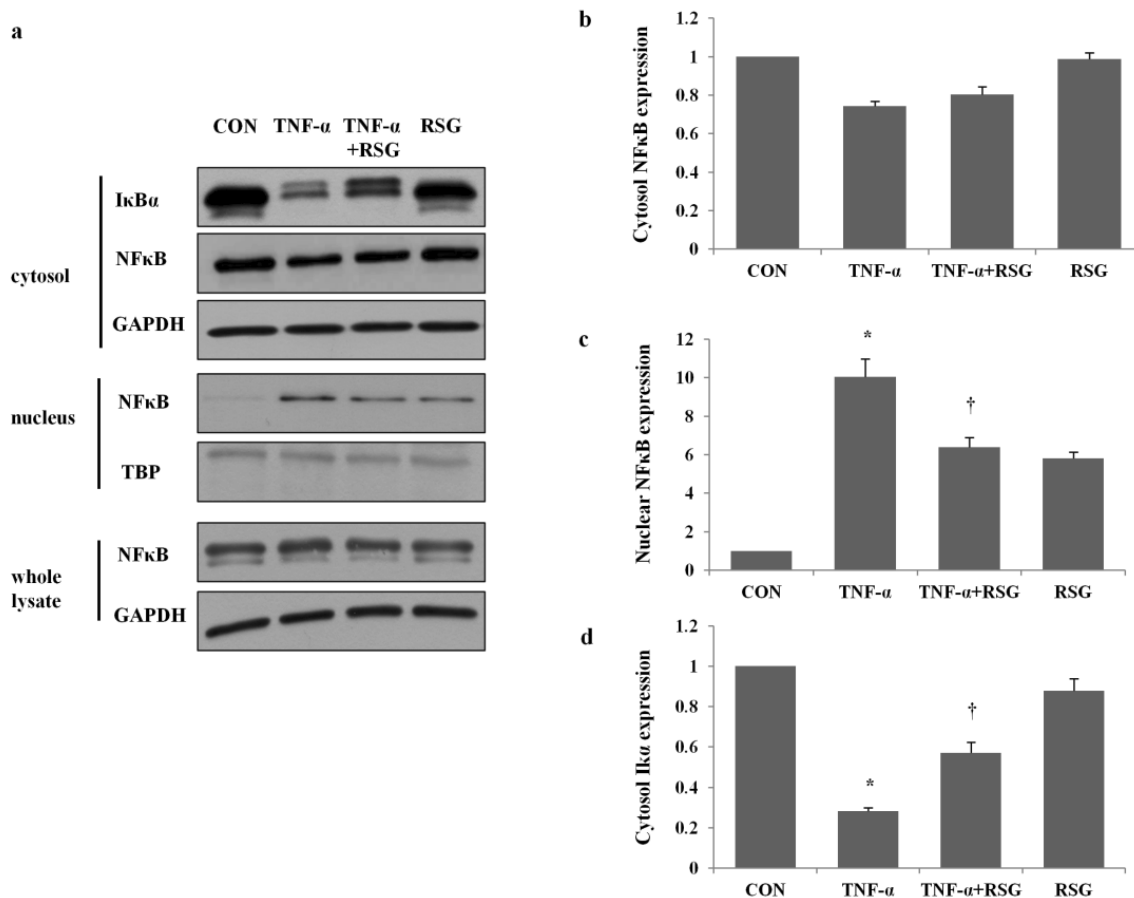 a
CON TNF-α TNF-α RSG
+RSG
IκBα
cytosol
NFκB
GAPDH
nucleus
NFκB
TBP
whole
lysate
NFκB
GAPDH
b
Cytosol NFκB expression
1.2
1
0.8
0.6
0.4
0.2
0
CON TNF-α TNF-α+RSG RSG
c
Nuclear NFκB expression
12
10
8
6
4
2
0
*
†
CON TNF-α TNF-α+RSG RSG
d
Cytosol Ikα expression
1.2
1
0.8
0.6
0.4
0.2
0
*
†
CON TNF-α TNF-α+RSG RSG